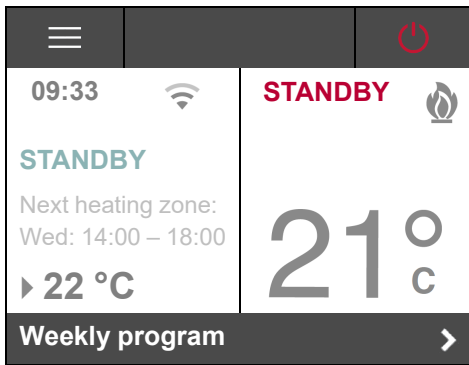 09:33
STANDBY
Next heating zone:
Wed: 14:00 – 18:00
22 °C
STANDBY
21°
C
Weekly program